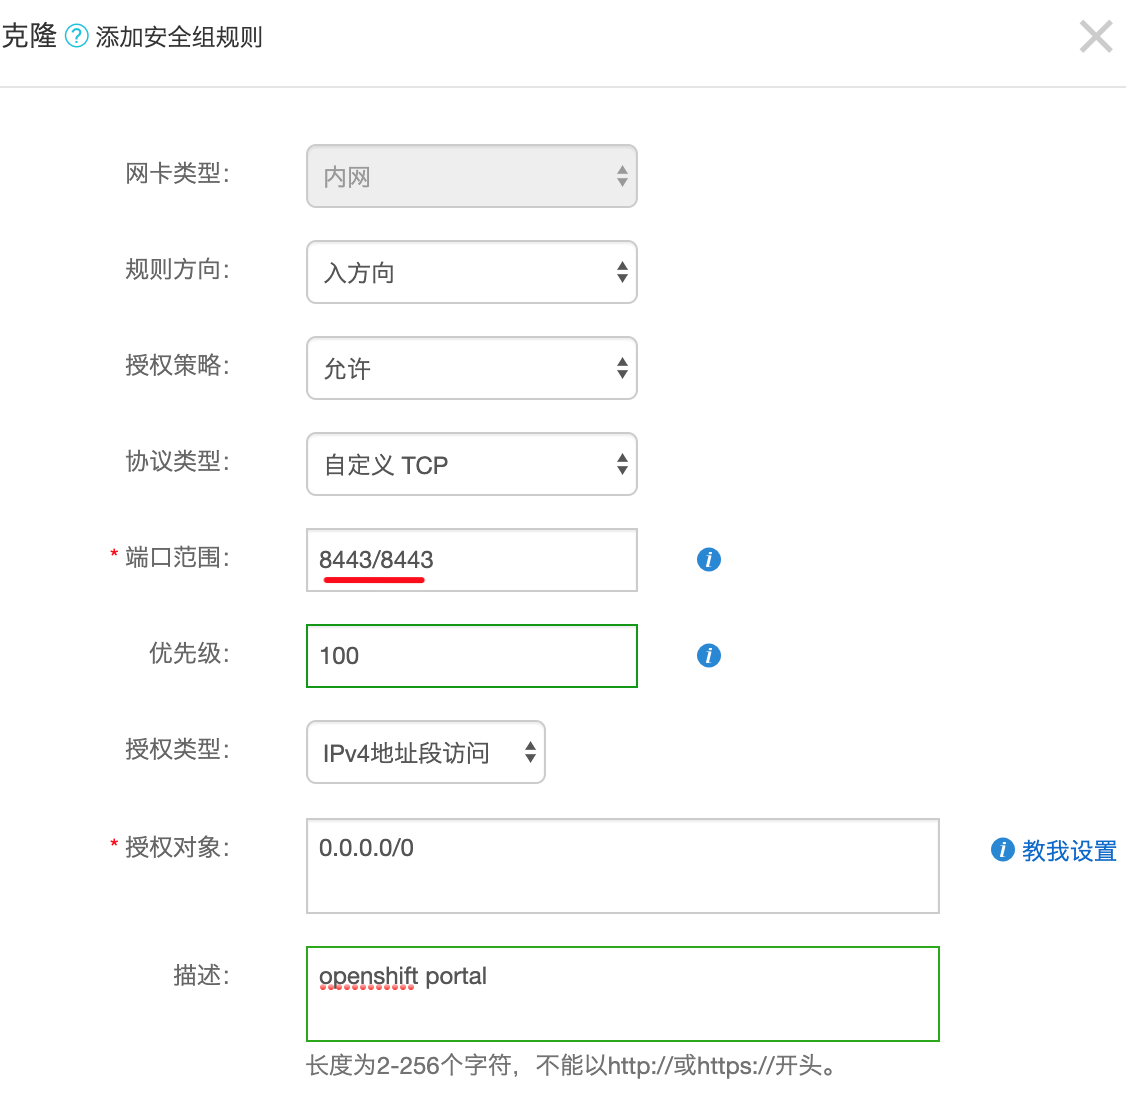 克隆 ? 添加安全组规则
网卡类型: 内网
规则方向: 入方向
授权策略: 允许
协议类型: 自定义 TCP
* 端口范围: 8443/8443
优先级: 100
授权类型: IPv4地址段访问
* 授权对象: 0.0.0.0/0 i 教我设置
描述: openshift portal
长度为2-256个字符，不能以http://或https://开头。